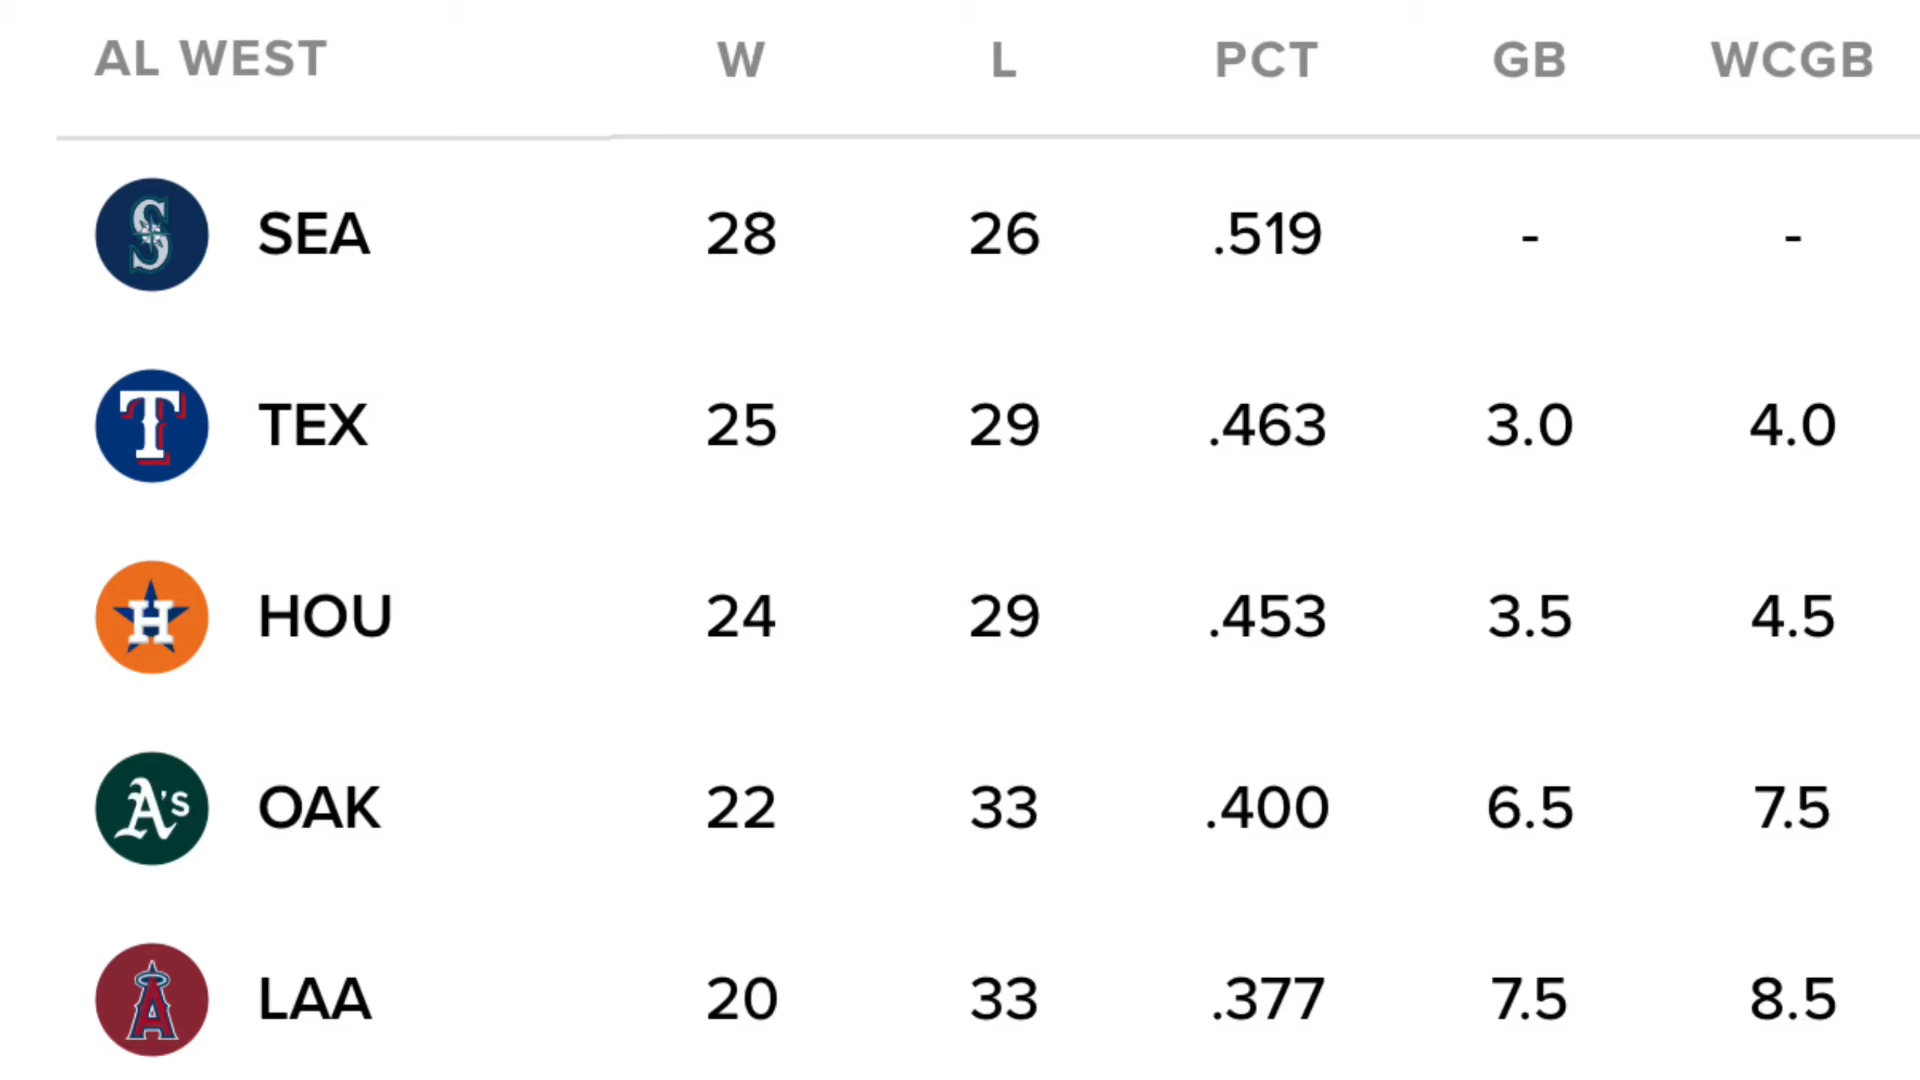 AL WEST W L PCT GB WCGB
S SEA 28 26 .519 - -
T TEX 25 29 .463 3.0 4.0
H HOU 24 29 .453 3.5 4.5
A's OAK 22 33 .400 6.5 7.5
A LAA 20 33 .377 7.5 8.5